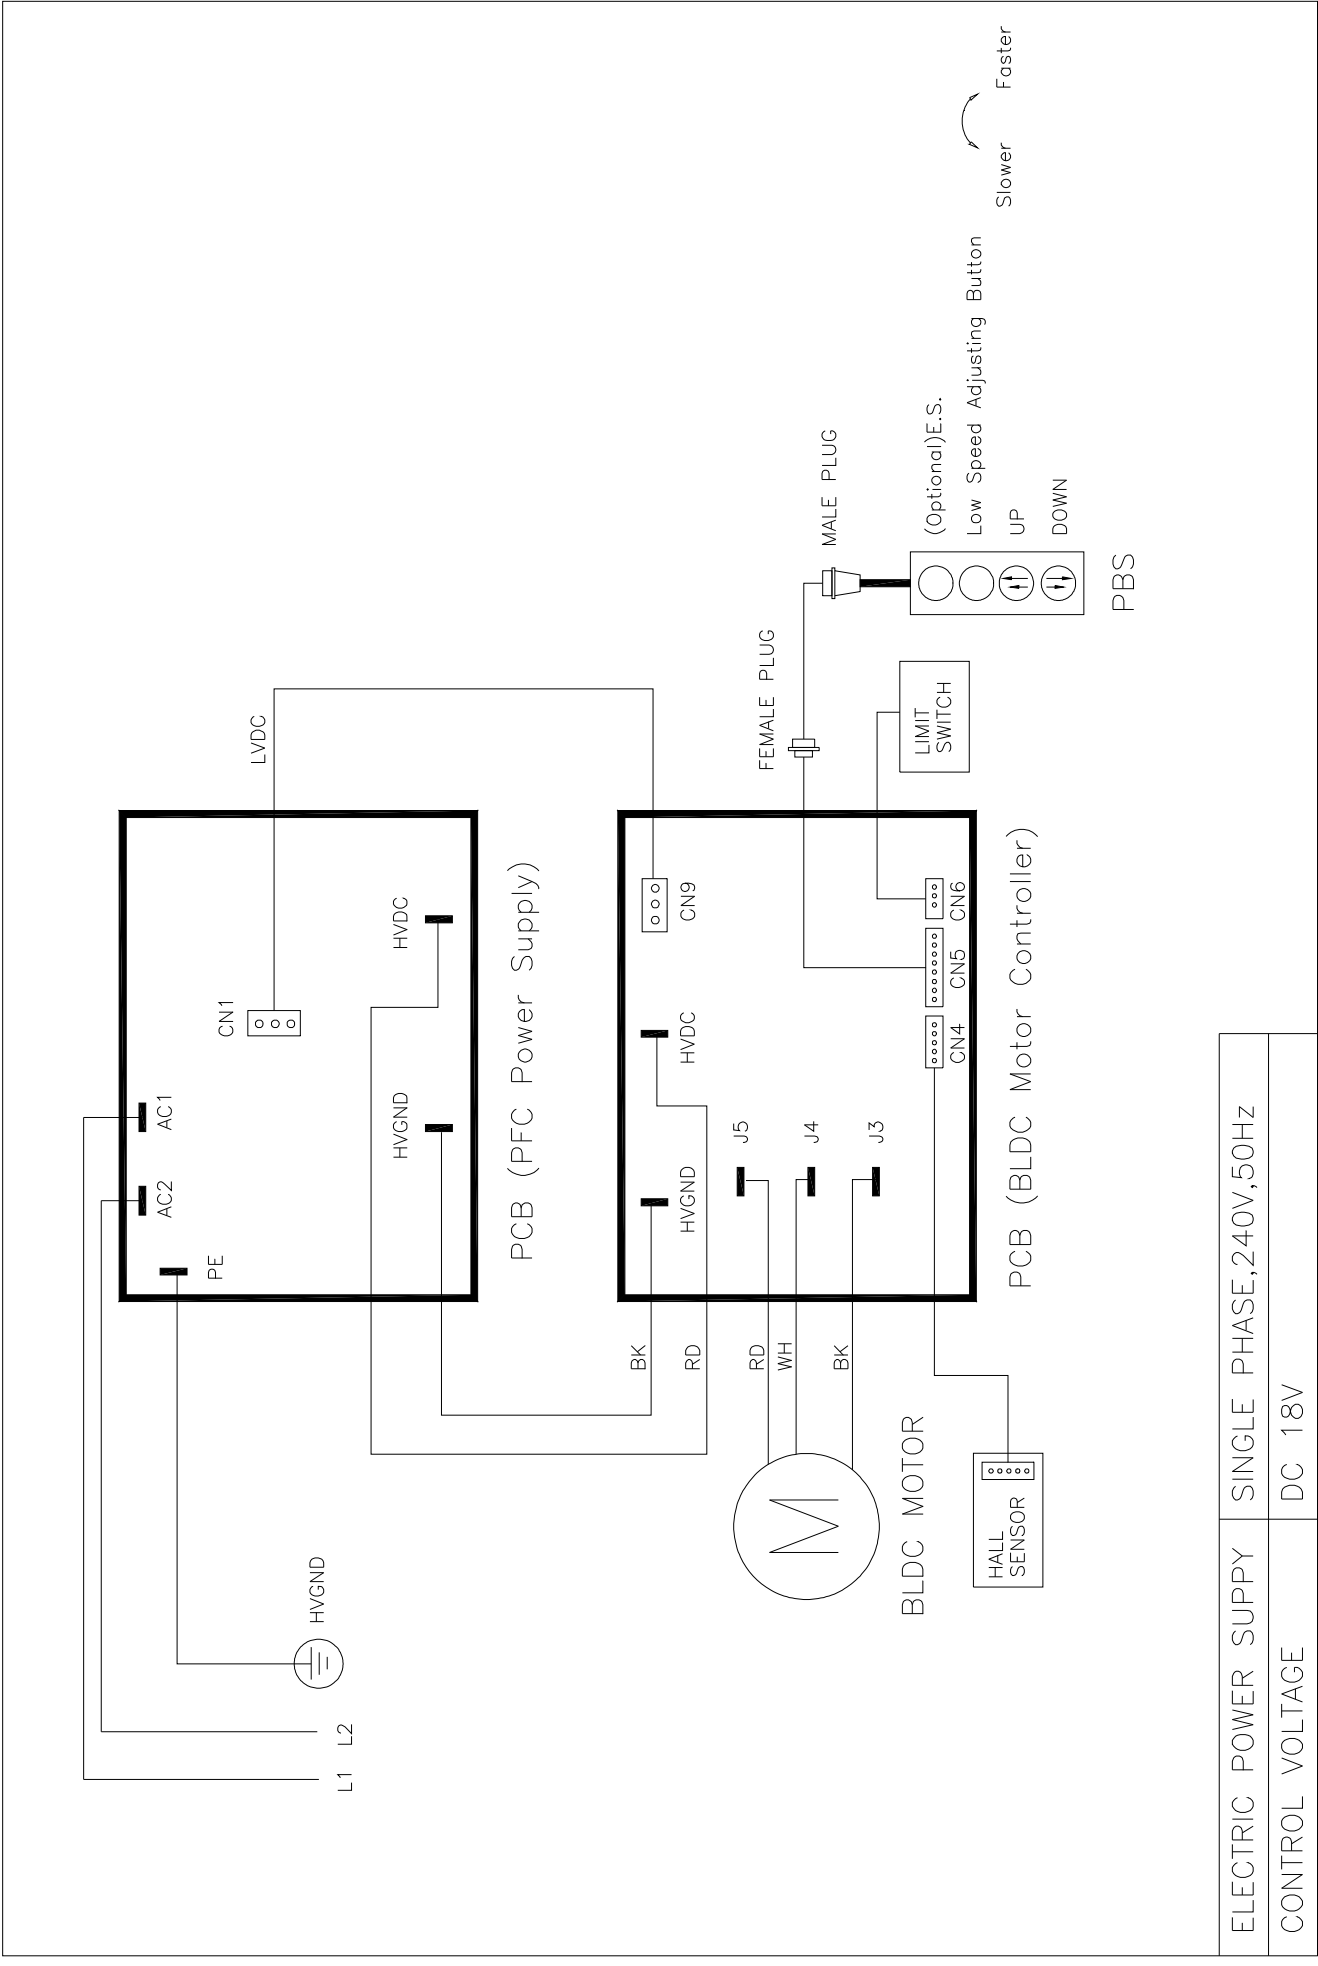 L1
L2
HVGND
PE
AC2
AC1
CN1
LVDC
HVGND
HVDC
PCB (PFC Power Supply)
BK
RD
HVGND
HVDC
CN9
RD
WH
BK
J5
J4
J3
M
BLDC MOTOR
HALL
SENSOR
CN4
CN5
CN6
PCB (BLDC Motor Controller)
FEMALE PLUG
MALE PLUG
LIMIT
SWITCH
(Optional)E.S.
Low Speed Adjusting Button
UP
DOWN
PBS
Slower Faster
ELECTRIC POWER SUPPY SINGLE PHASE,240V,50Hz
CONTROL VOLTAGE DC 18V